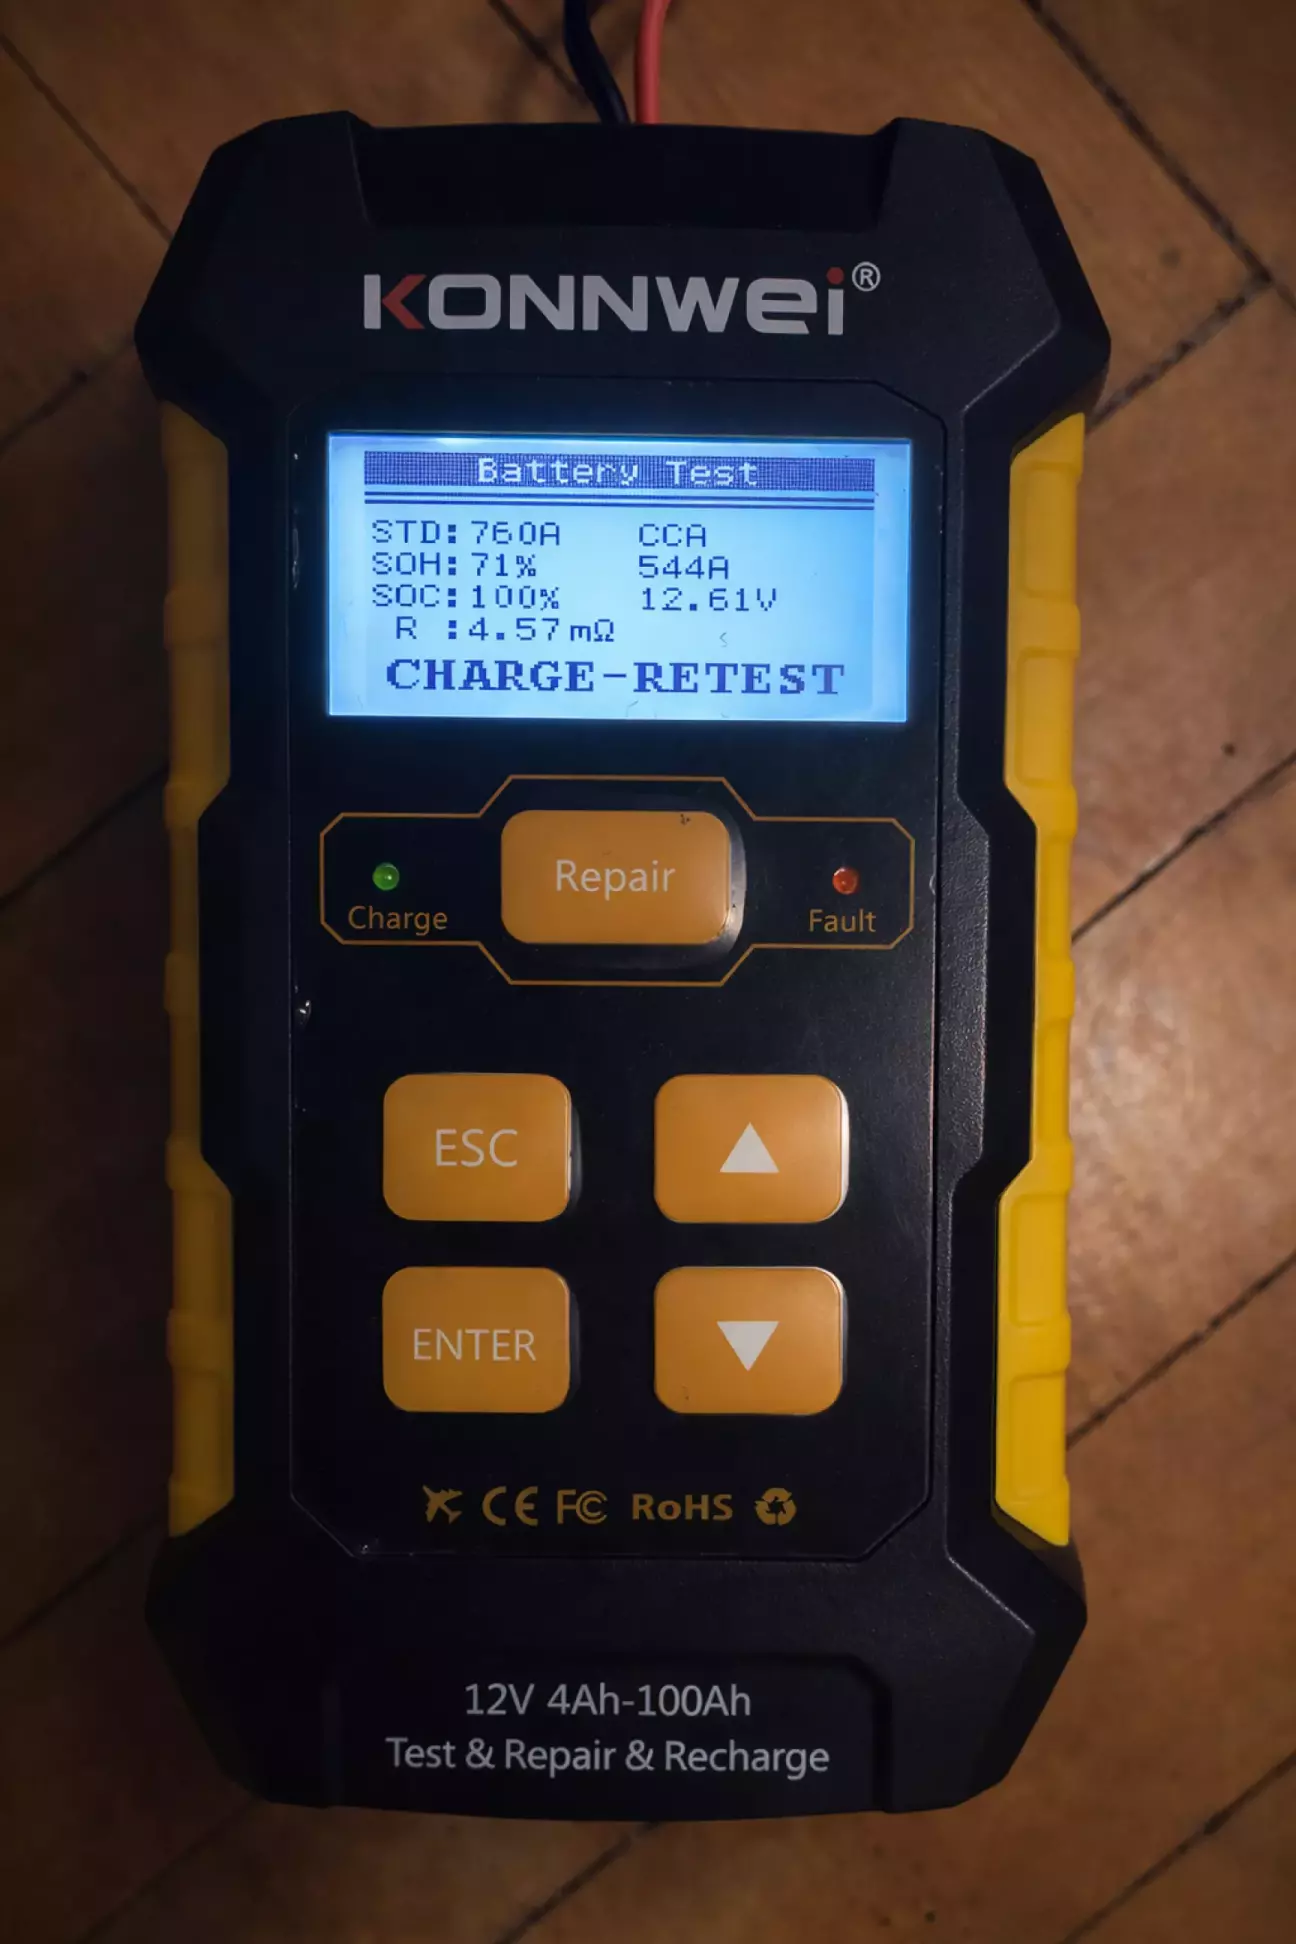 KONNWEI®
Battery Test
STD: 760A CCA
SOH: 71% 544A
SOC: 100% 12.61V
R : 4.57mΩ
CHARGE-RETEST
Repair
Charge Fault
ESC ▲
ENTER ▼
CE FC RoHS
12V 4Ah-100Ah
Test & Repair & Recharge